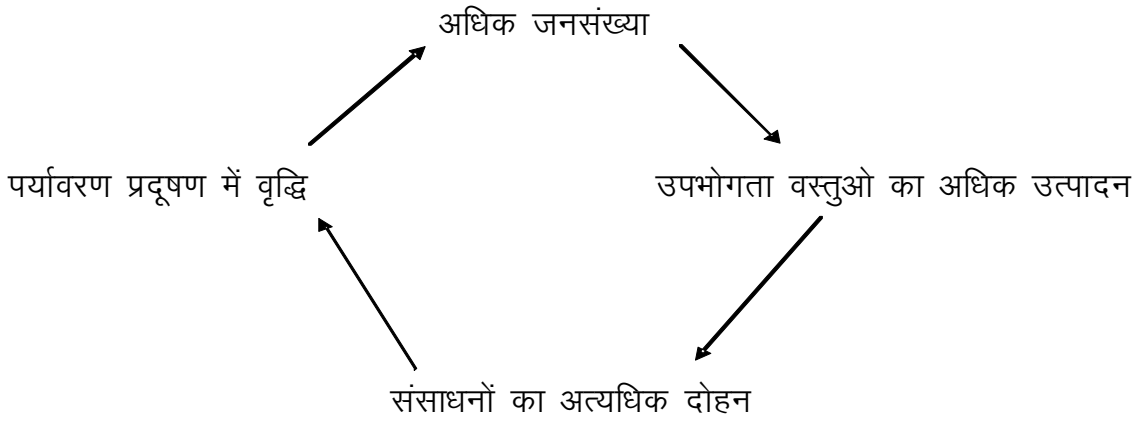 अधिक जनसंख्या
पर्यावरण प्रदूषण में वृद्धि
उपभोगता वस्तुओ का अधिक उत्पादन
संसाधनों का अत्यधिक दोहन